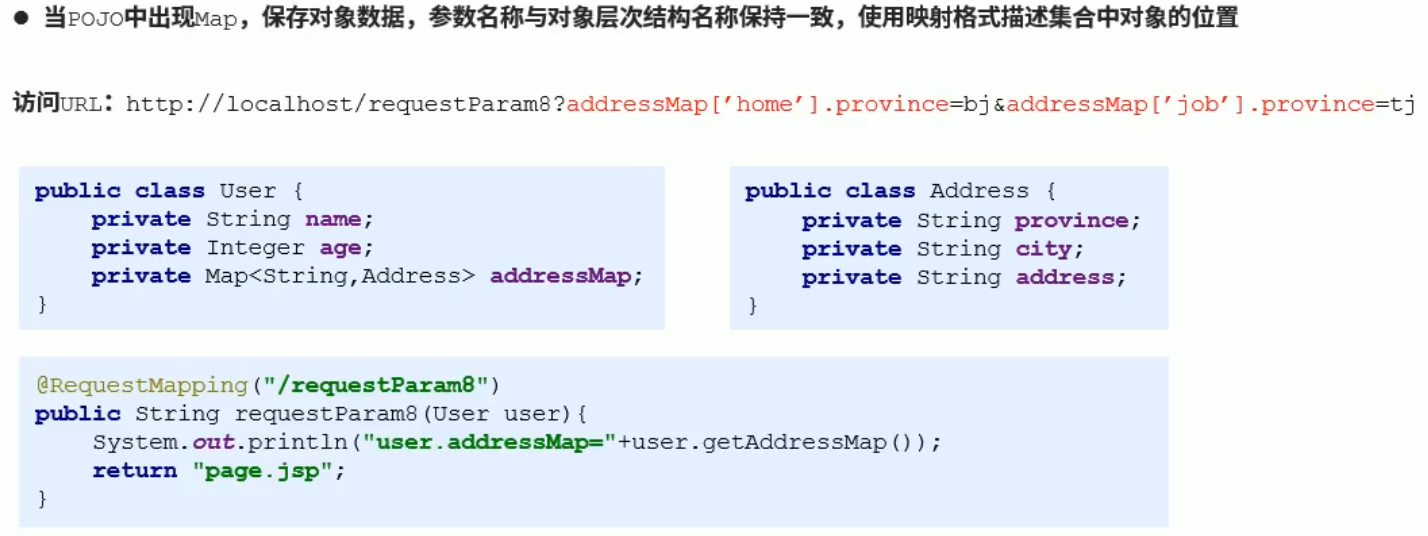 ● 当POJO中出现Map，保存对象数据，参数名称与对象层次结构名称保持一致，使用映射格式描述集合中对象的位置
访问URL：http://localhost/requestParam8?addressMap[’home’].province=bj&addressMap[’job’].province=tj
public class User {
    private String name;
    private Integer age;
    private Map<String,Address> addressMap;
}
public class Address {
    private String province;
    private String city;
    private String address;
}
@RequestMapping("/requestParam8")
public String requestParam8(User user){
    System.out.println("user.addressMap="+user.getAddressMap());
    return "page.jsp";
}